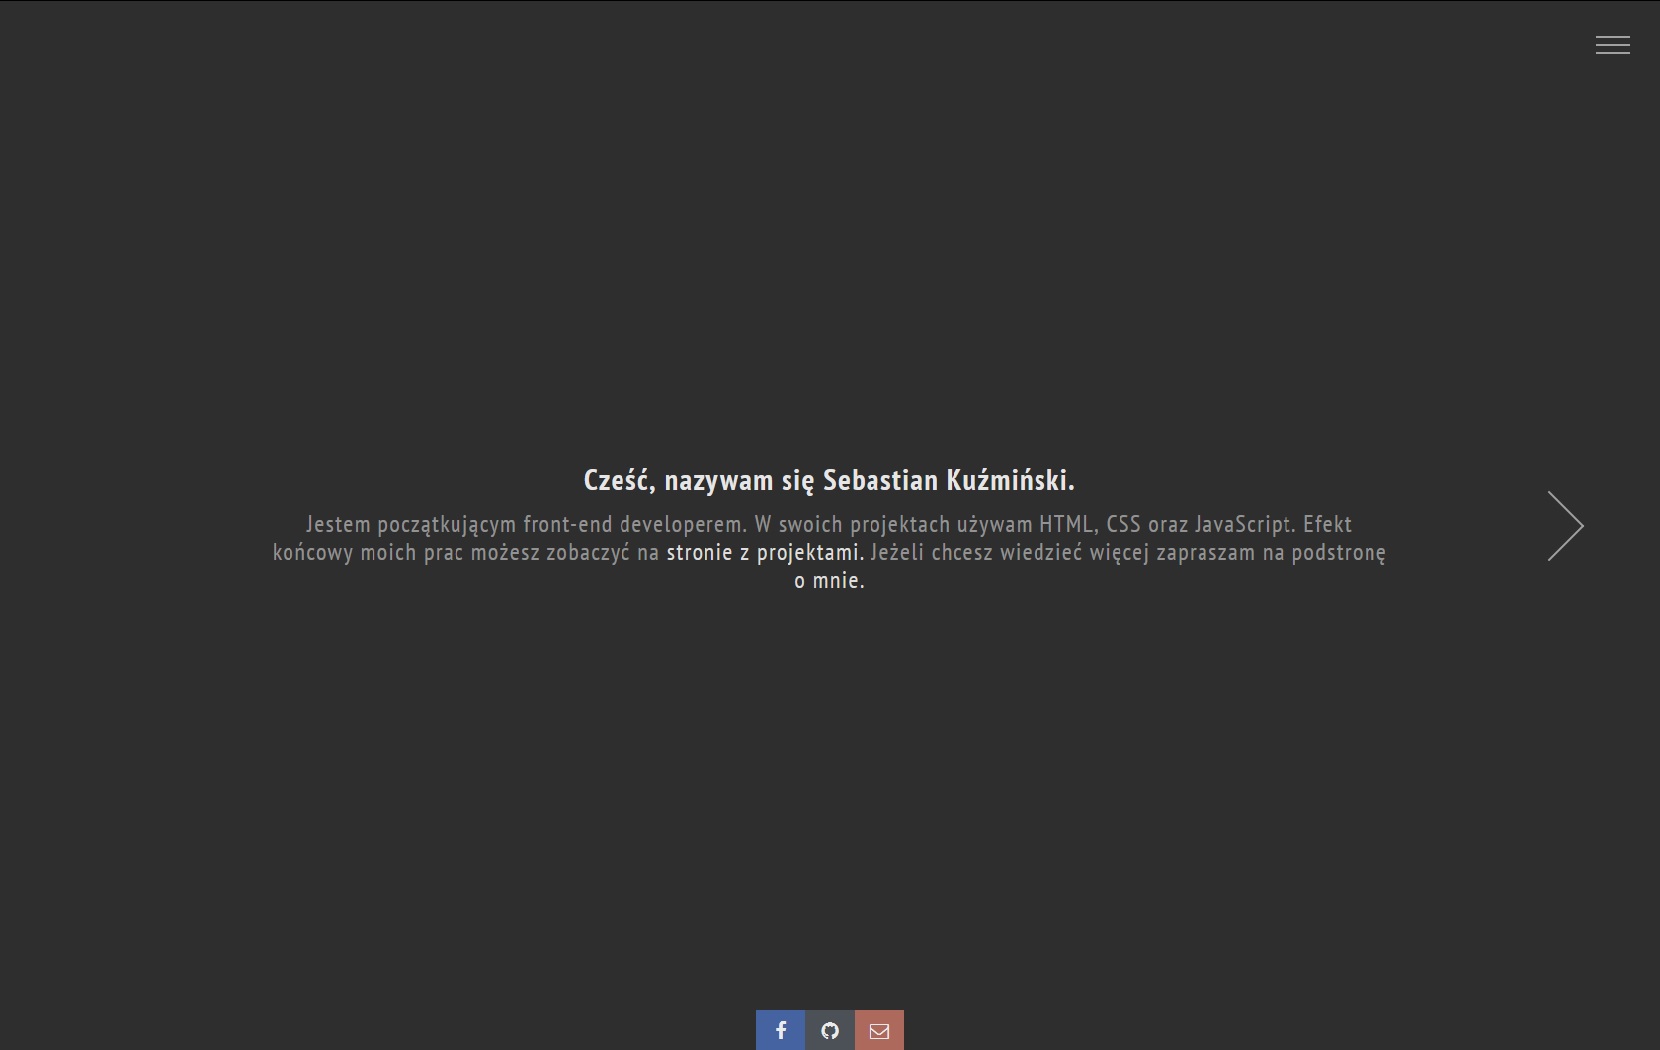 Cześć, nazywam się Sebastian Kuźmiński.
Jestem początkującym front-end developerem. W swoich projektach używam HTML, CSS oraz JavaScript. Efekt
końcowy moich prac możesz zobaczyć na stronie z projektami. Jeżeli chcesz wiedzieć więcej zapraszam na podstronę
o mnie.